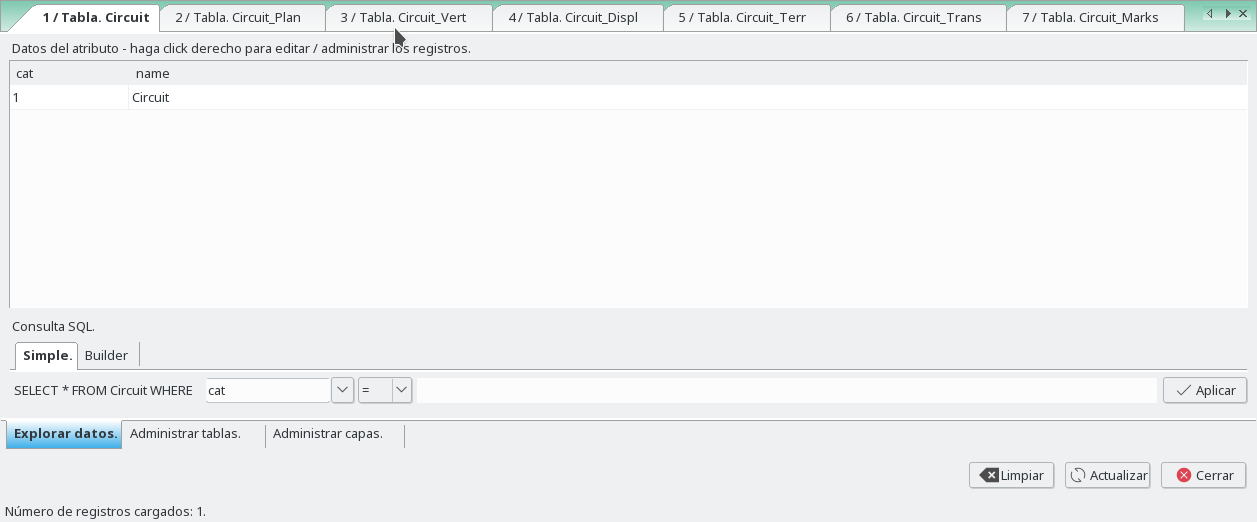 1 / Tabla. Circuit 2 / Tabla. Circuit_Plan 3 / Tabla. Circuit_Vert 4 / Tabla. Circuit_Displ 5 / Tabla. Circuit_Terr 6 / Tabla. Circuit_Trans 7 / Tabla. Circuit_Marks
Datos del atributo - haga click derecho para editar / administrar los registros.
cat name
1 Circuit
Consulta SQL.
Simple. Builder
SELECT * FROM Circuit WHERE cat = Aplicar
Explorar datos. Administrar tablas. Administrar capas.
Limpiar Actualizar Cerrar
Número de registros cargados: 1.